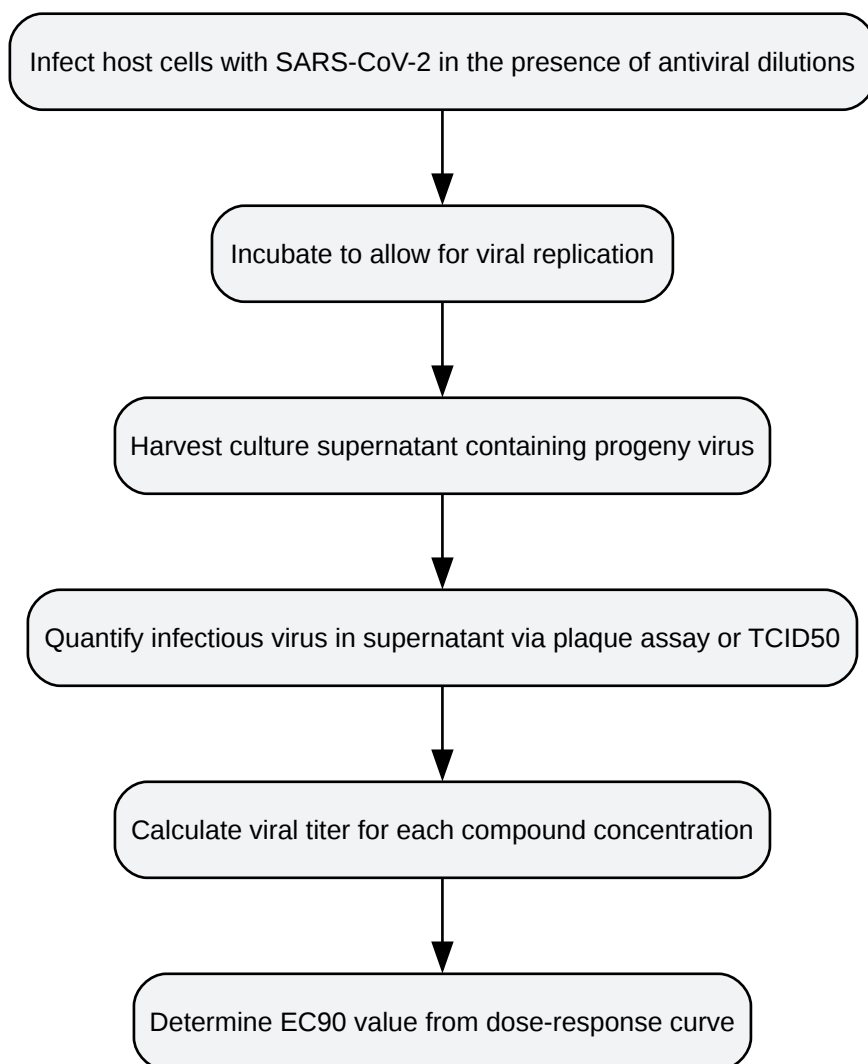 Infect host cells with SARS-CoV-2 in the presence of antiviral dilutions
Incubate to allow for viral replication
Harvest culture supernatant containing progeny virus
Quantify infectious virus in supernatant via plaque assay or TCID50
Calculate viral titer for each compound concentration
Determine EC90 value from dose-response curve